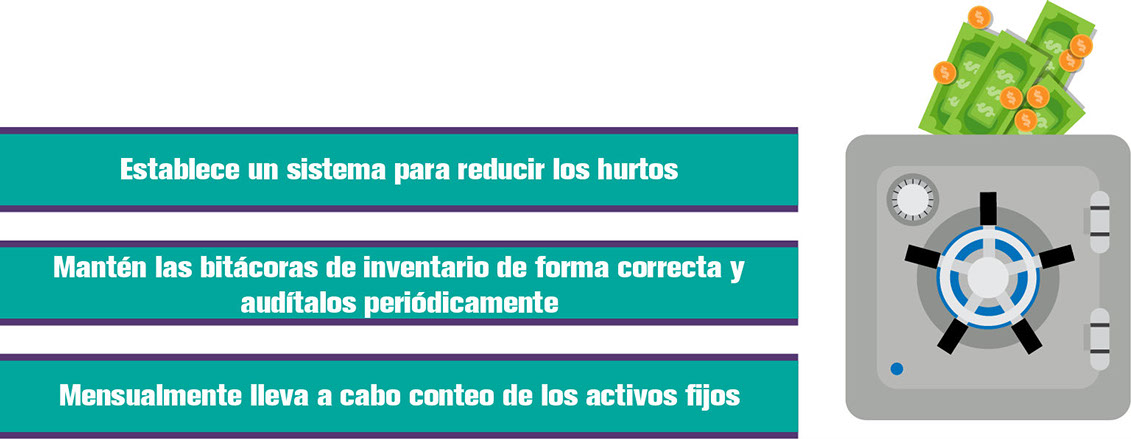 Establece un sistema para reducir los hurtos
Mantén las bitácoras de inventario de forma correcta y
audítalos periódicamente
Mensualmente lleva a cabo conteo de los activos fijos